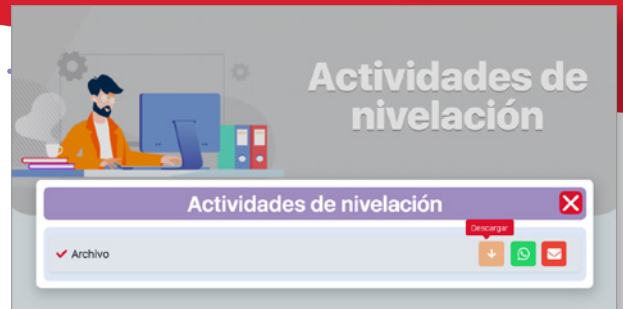 Actividades de
nivelación
Actividades de nivelación
Descargar
Archivo